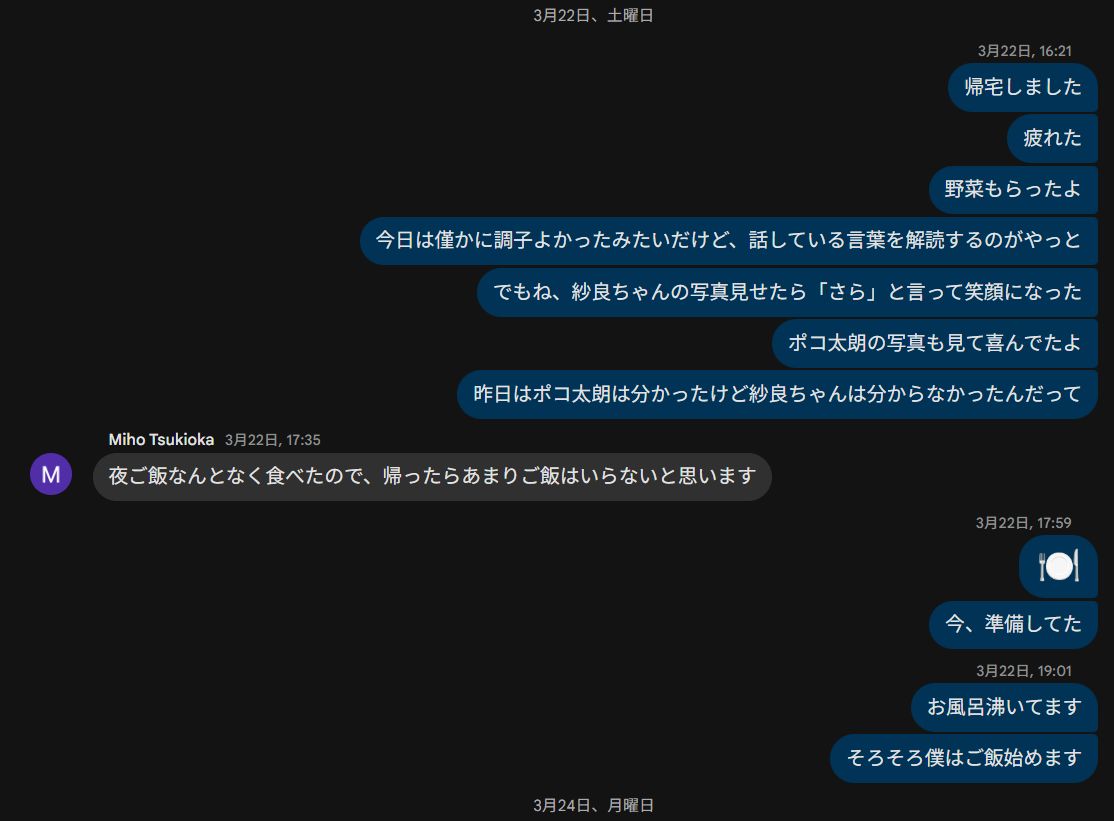 3月22日、土曜日
3月22日, 16:21
帰宅しました
疲れた
野菜もらったよ
今日は僅かに調子よかったみたいだけど、話している言葉を解読するのがやっと
でもね、紗良ちゃんの写真見せたら「さら」と言って笑顔になった
ポコ太朗の写真も見て喜んでたよ
昨日はポコ太朗は分かったけど紗良ちゃんは分からなかったんだって
Miho Tsukioka 3月22日, 17:35
M
夜ご飯なんとなく食べたので、帰ったらあまりご飯はいらないと思います
3月22日, 17:59
🍽️
今、準備してた
3月22日, 19:01
お風呂沸いてます
そろそろ僕はご飯始めます
3月24日、月曜日